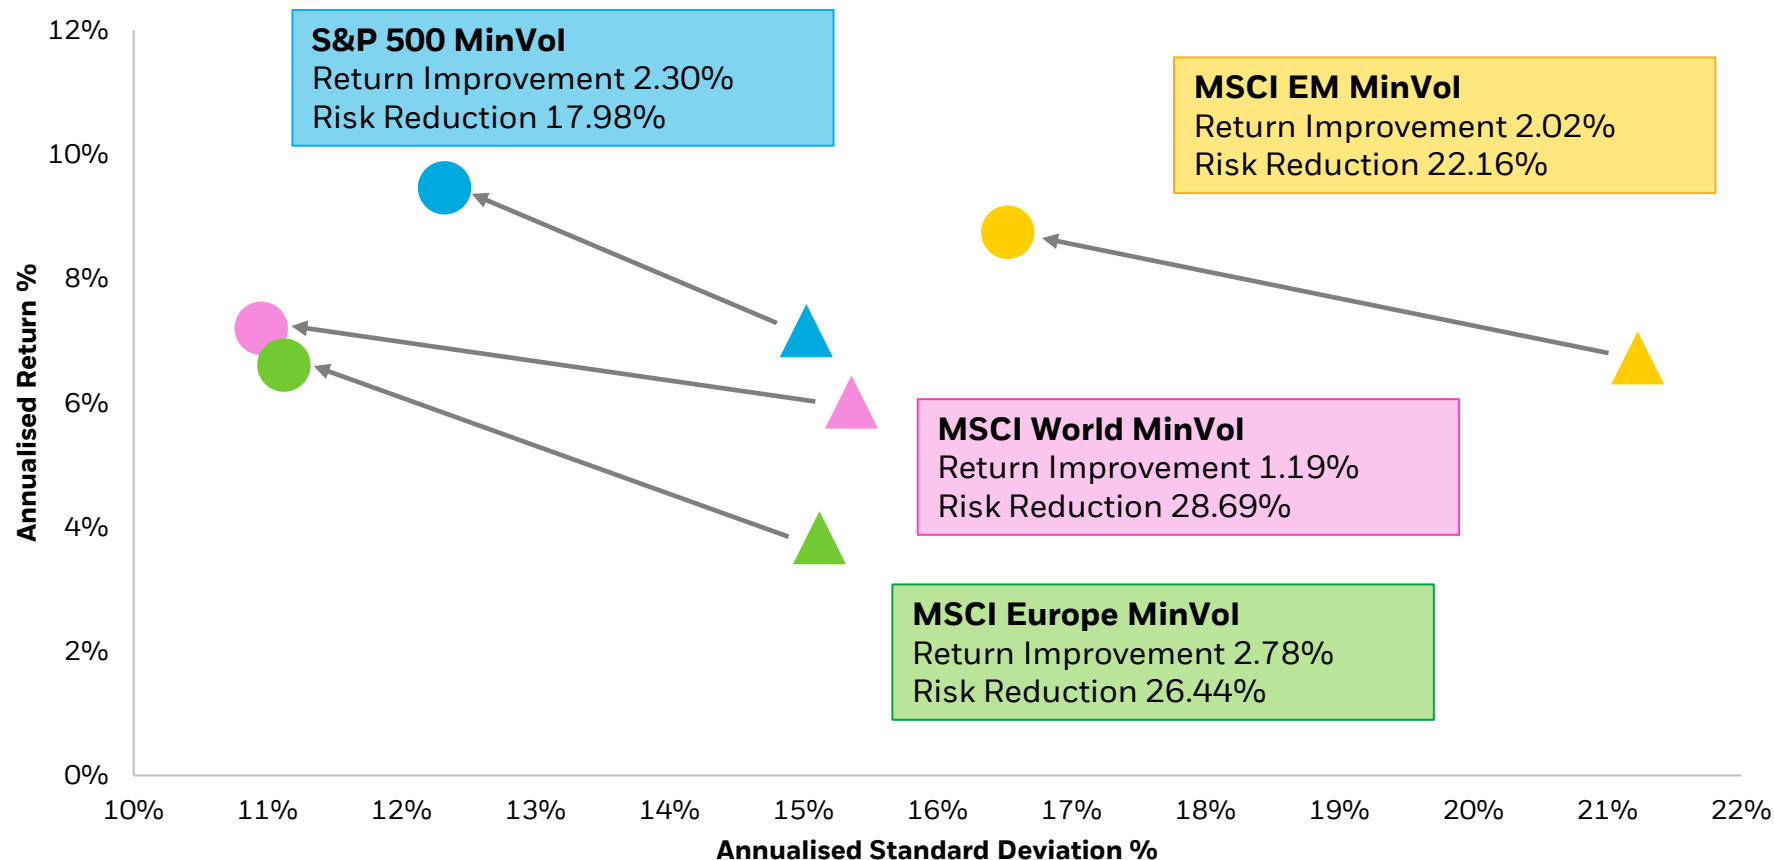 12%
10%
8%
6%
4%
2%
0%
Annualised Return %
S&P 500 MinVol
Return Improvement 2.30%
Risk Reduction 17.98%
MSCI EM MinVol
Return Improvement 2.02%
Risk Reduction 22.16%
MSCI World MinVol
Return Improvement 1.19%
Risk Reduction 28.69%
MSCI Europe MinVol
Return Improvement 2.78%
Risk Reduction 26.44%
10% 11% 12% 13% 14% 15% 16% 17% 18% 19% 20% 21% 22%
Annualised Standard Deviation %